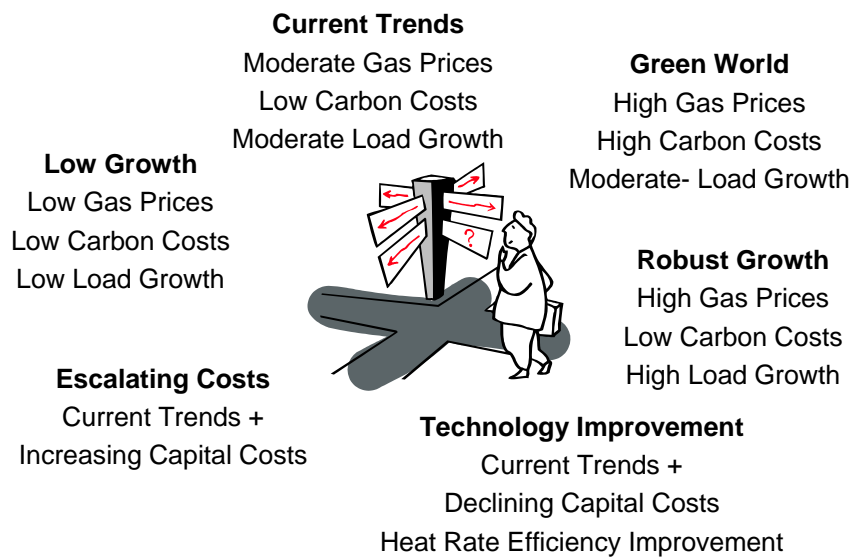 Current Trends
Moderate Gas Prices
Low Carbon Costs
Moderate Load Growth
Green World
High Gas Prices
High Carbon Costs
Moderate- Load Growth
Low Growth
Low Gas Prices
Low Carbon Costs
Low Load Growth
?
Robust Growth
High Gas Prices
Low Carbon Costs
High Load Growth
Escalating Costs
Current Trends +
Increasing Capital Costs
Technology Improvement
Current Trends +
Declining Capital Costs
Heat Rate Efficiency Improvement